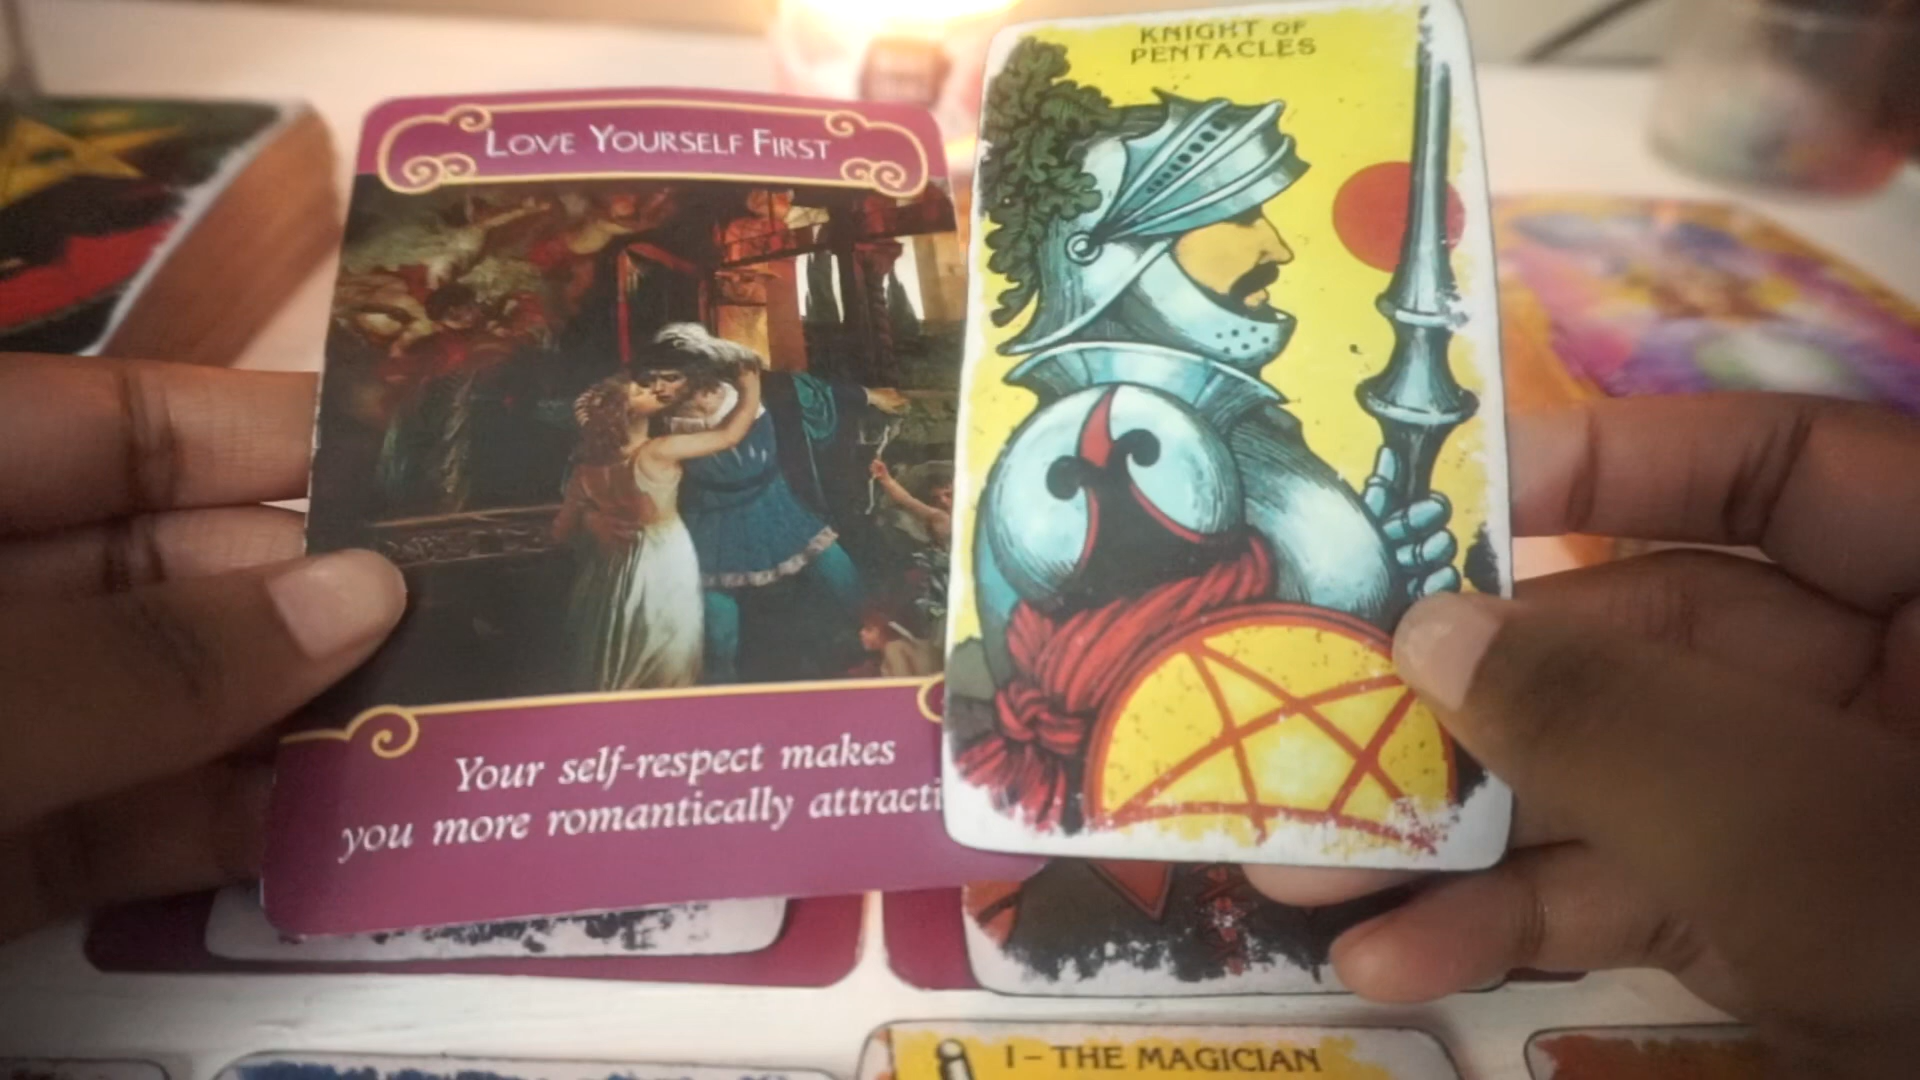 LOVE YOURSELF FIRST
Your self-respect makes
you more romantically attracti
KNIGHT OF
PENTACLES
I – THE MAGICIAN